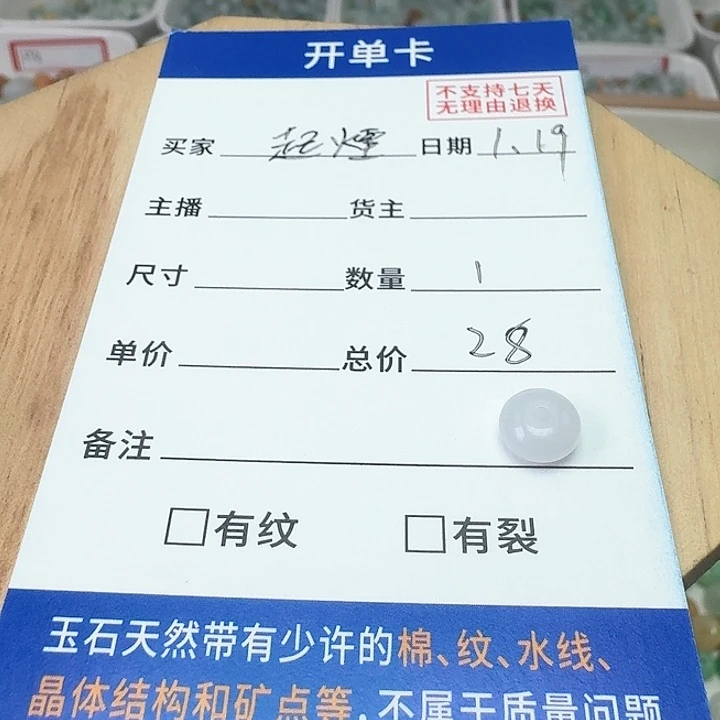 开单卡
不支持七天
无理由退换
买家 起煙 日期 1.19
主播 货主
尺寸 数量 1
单价 总价 28
备注
□有纹 □有裂
玉石天然带有少许的棉、纹、水线、
晶体结构和矿点等,不属于质量问题